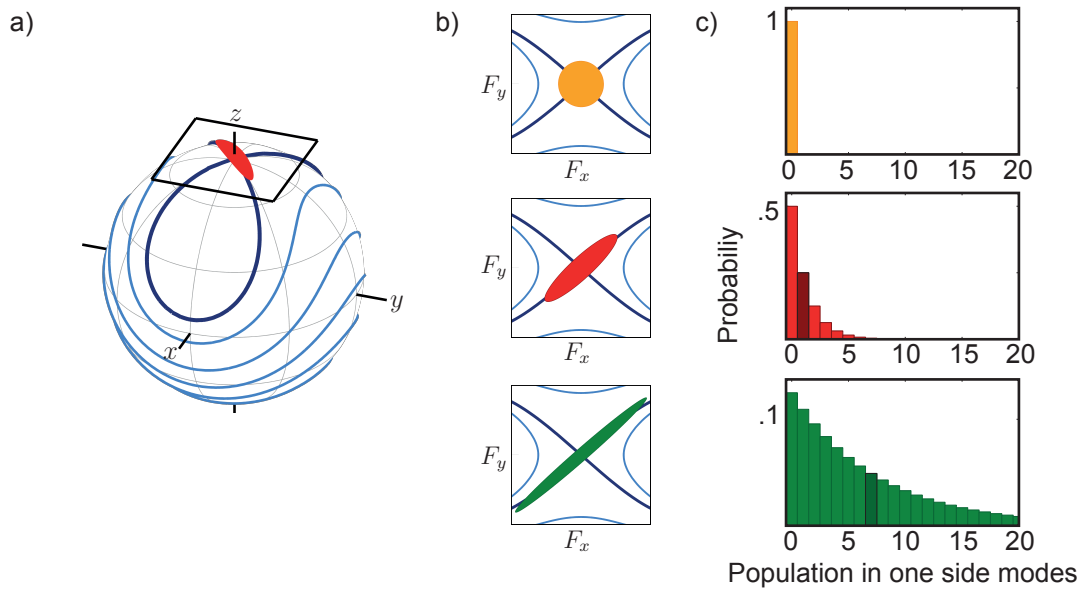 a)
z
y
x
b)
F_y
F_x
F_y
F_x
F_y
F_x
c)
1
0 5 10 15 20
.5
0 5 10 15 20
.1
0 5 10 15 20
Probabiliy
Population in one side modes